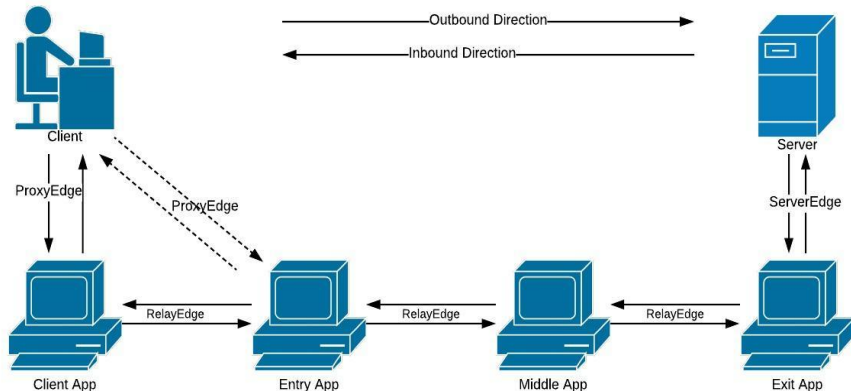 Outbound Direction
Inbound Direction
Client
Server
ProxyEdge
ProxyEdge
ServerEdge
RelayEdge
RelayEdge
RelayEdge
Client App
Entry App
Middle App
Exit App